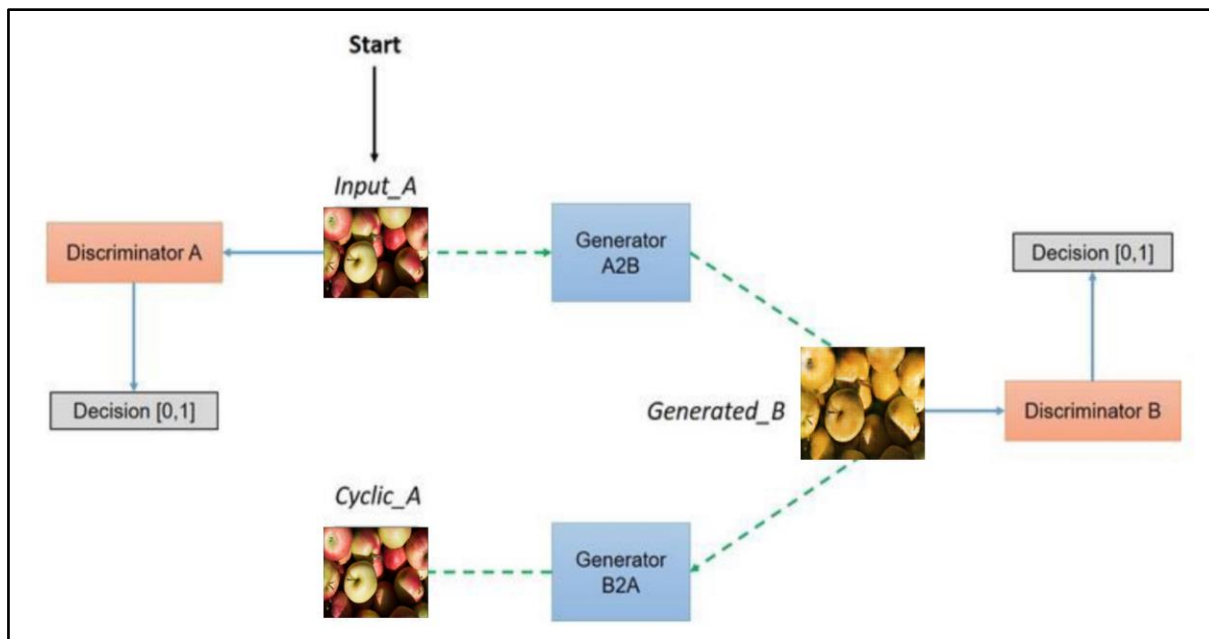 Start
Input_A
Discriminator A
Generator
A2B
Decision [0,1]
Decision [0,1]
Generated_B
Discriminator B
Cyclic_A
Generator
B2A